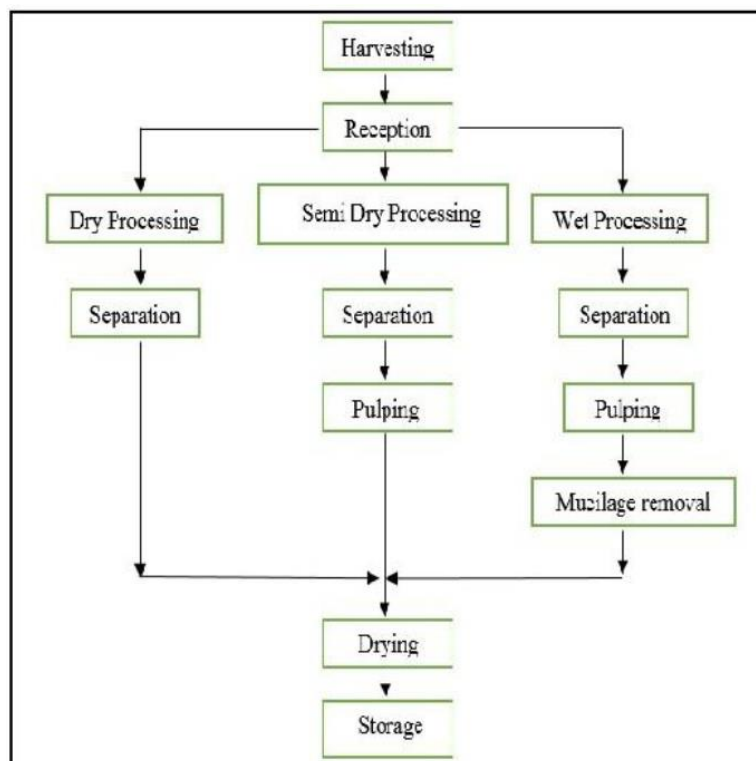 Harvesting
Reception
Dry Processing
Semi Dry Processing
Wet Processing
Separation
Separation
Separation
Pulping
Pulping
Mucilage removal
Drying
Storage